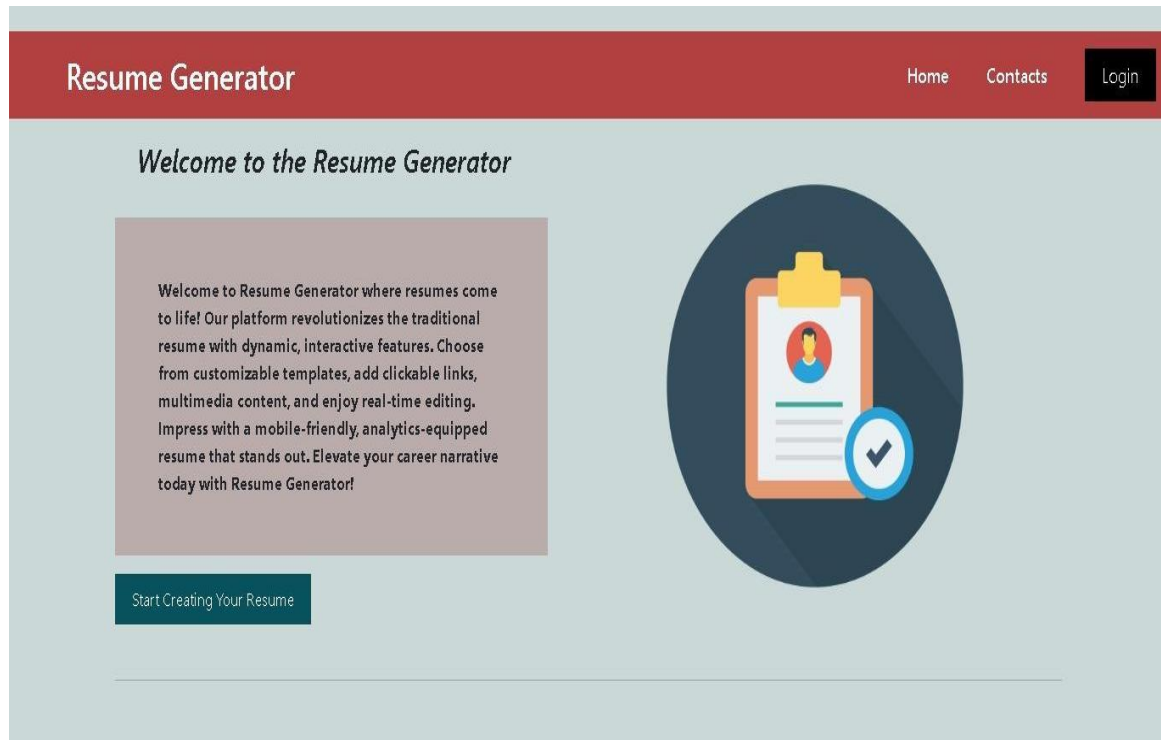 Resume Generator
Home
Contacts
Login
Welcome to the Resume Generator
Welcome to Resume Generator where resumes come
to life! Our platform revolutionizes the traditional
resume with dynamic, interactive features. Choose
from customizable templates, add clickable links,
multimedia content, and enjoy real-time editing.
Impress with a mobile-friendly, analytics-equipped
resume that stands out. Elevate your career narrative
today with Resume Generator!
Start Creating Your Resume